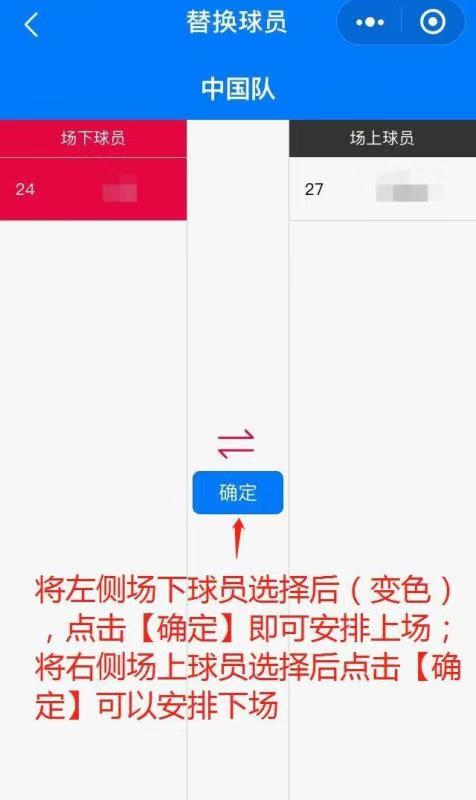 替换球员
中国队
场下球员
场上球员
24
27
确定
将左侧场下球员选择后（变色）
，点击【确定】即可安排上场；
将右侧场上球员选择后点击【确
定】可以安排下场